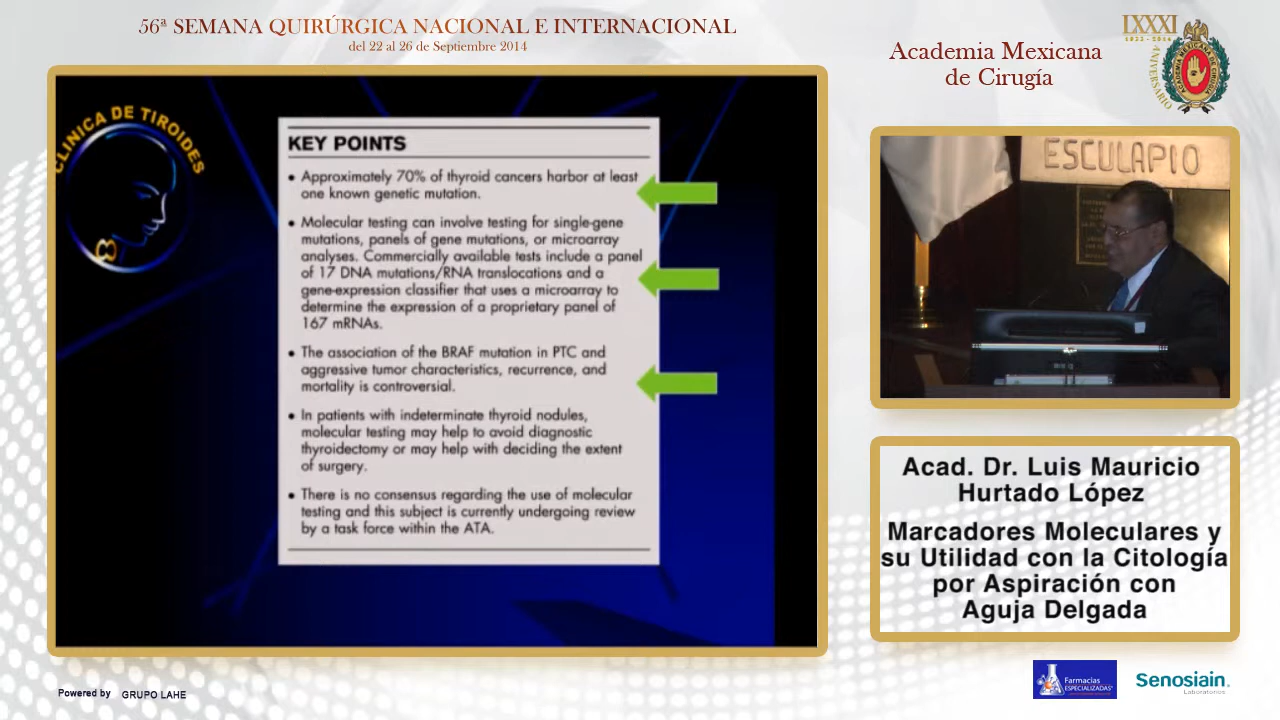 56ª SEMANA QUIRÚRGICA NACIONAL E INTERNACIONAL
del 22 al 26 de Septiembre 2014
Academia Mexicana
de Cirugía
LXXXI
1933 - 2014
ANIVERSARIO
ACADEMIA MEXICANA DE CIRUGIA
CLINICA DE TIROIDES
KEY POINTS
• Approximately 70% of thyroid cancers harbor at least
one known genetic mutation.
• Molecular testing can involve testing for single-gene
mutations, panels of gene mutations, or microarray
analyses. Commercially available tests include a panel
of 17 DNA mutations/RNA translocations and a
gene-expression classifier that uses a microarray to
determine the expression of a proprietary panel of
167 mRNAs.
• The association of the BRAF mutation in PTC and
aggressive tumor characteristics, recurrence, and
mortality is controversial.
• In patients with indeterminate thyroid nodules,
molecular testing may help to avoid diagnostic
thyroidectomy or may help with deciding the extent
of surgery.
• There is no consensus regarding the use of molecular
testing and this subject is currently undergoing review
by a task force within the ATA.
ESCULAPIO
Acad. Dr. Luis Mauricio
Hurtado López
Marcadores Moleculares y
su Utilidad con la Citología
por Aspiración con
Aguja Delgada
Powered by GRUPO LAHE
Farmacias
ESPECIALIZADAS
Senosiain
Laboratorios